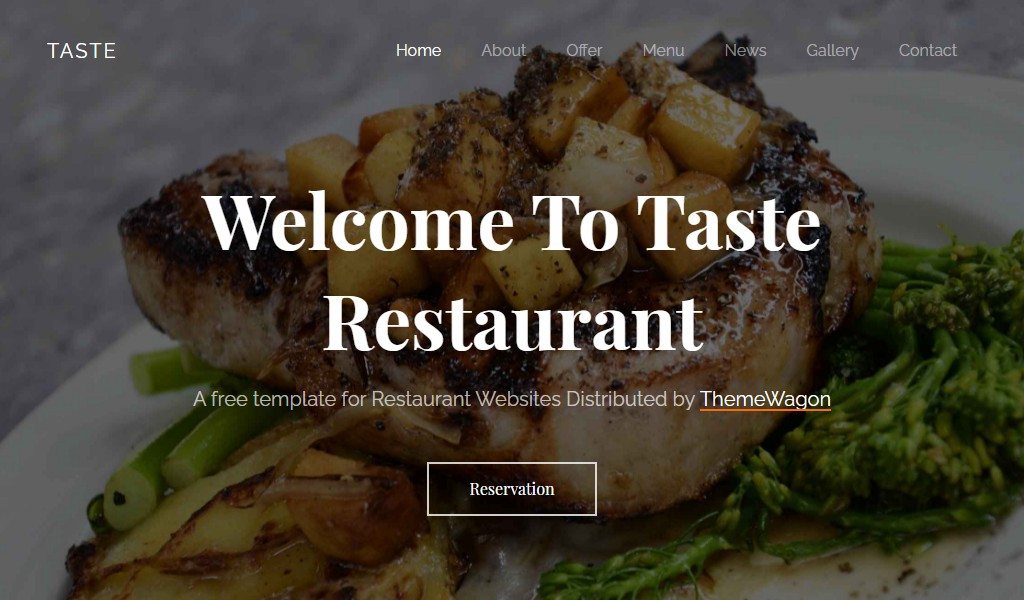 TASTE
Home About Offer Menu News Gallery Contact
Welcome To Taste
Restaurant
A free template for Restaurant Websites Distributed by ThemeWagon
Reservation